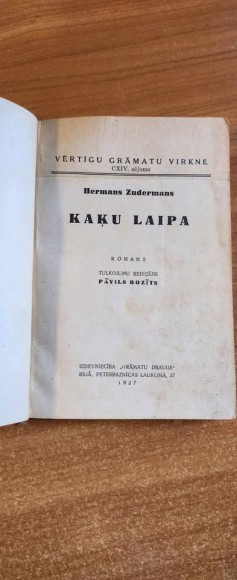 VĒRTĪGU GRĀMATU VIRKNE
CXIV. sējums
Hermans Zudermans
KAĶU LAIPA
ROMANS
TULKOJUMU REDIĢĒJIS
PĀVILS ROZĪTS
IZDEVNIECĪBA „GRĀMATU DRAUGS"
RĪGĀ, PETERBAZNĪCAS LAUKUMĀ, 37
1927